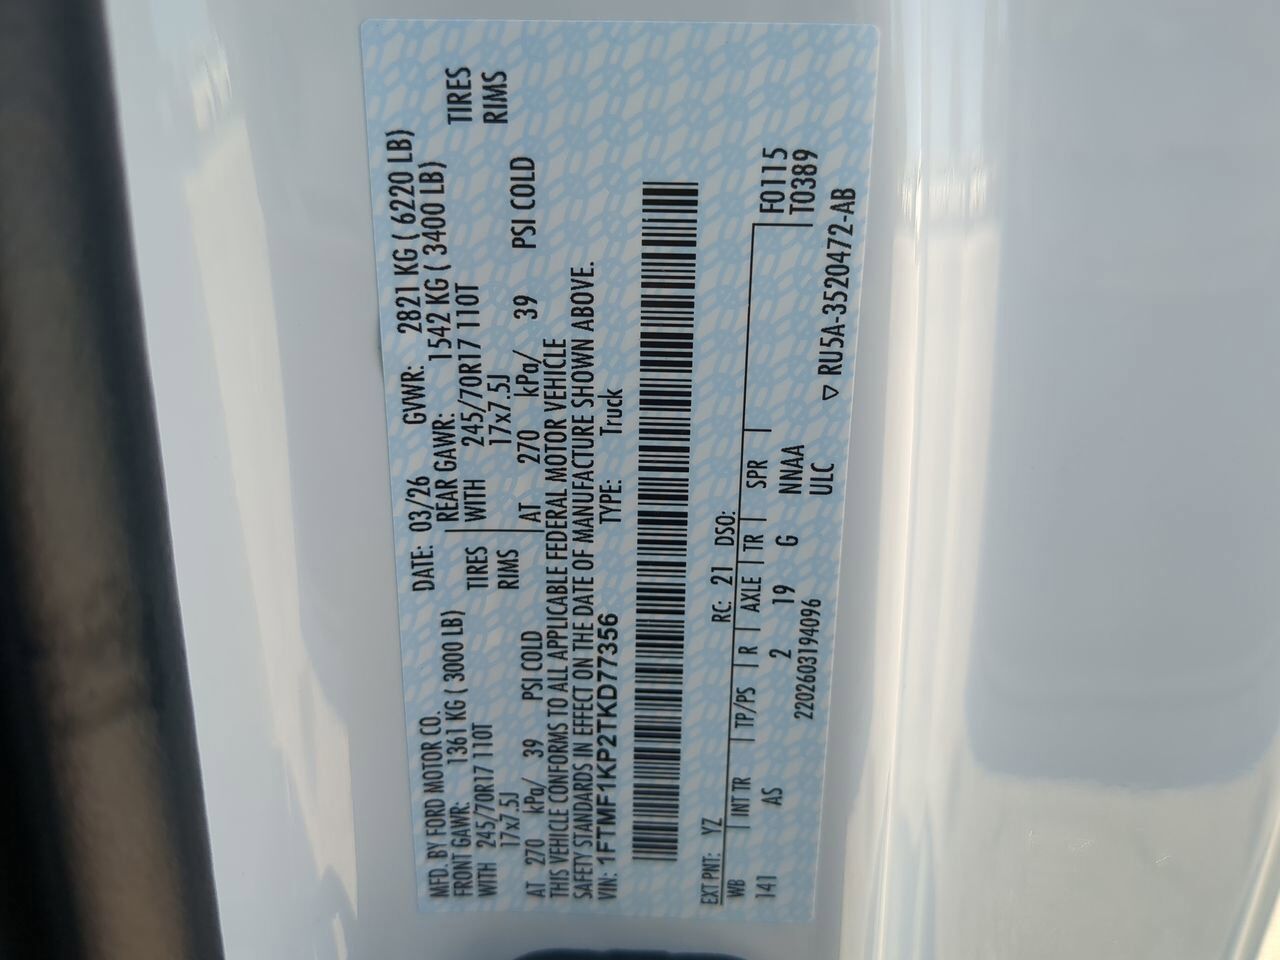 MFD. BY FORD MOTOR CO. DATE: 03/26 GVWR: 2821 KG ( 6220 LB)
FRONT GAWR: 1361 KG ( 3000 LB) REAR GAWR: 1542 KG ( 3400 LB)
WITH 245/70R17 110T TIRES WITH 245/70R17 110T TIRES
17x7.5J RIMS 17x7.5J RIMS
AT 270 kPa/ 39 PSI COLD AT 270 kPa/ 39 PSI COLD
THIS VEHICLE CONFORMS TO ALL APPLICABLE FEDERAL MOTOR VEHICLE
SAFETY STANDARDS IN EFFECT ON THE DATE OF MANUFACTURE SHOWN ABOVE.
VIN: 1FTMF1KP2TKD77356 TYPE: Truck
EXT PNT: YZ RC: 21 DSO:
WB INT TR TP/PS R AXLE TR SPR F0115
141 AS 2 19 G NNAA T0389
2202603194096 ULC
▽ RU5A-3520472-AB